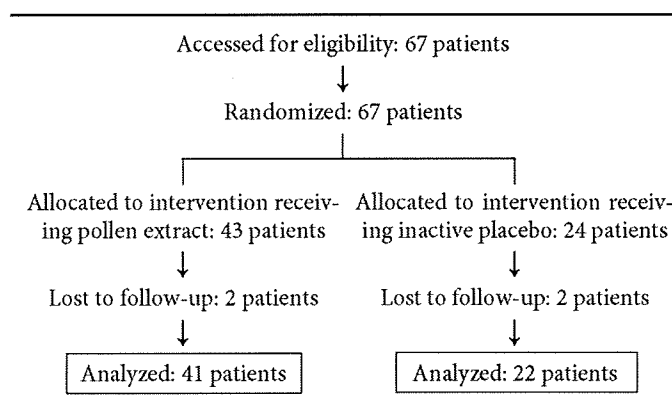 Accessed for eligibility: 67 patients
Randomized: 67 patients
Allocated to intervention receiv-
ing pollen extract: 43 patients
Allocated to intervention receiv-
ing inactive placebo: 24 patients
Lost to follow-up: 2 patients
Lost to follow-up: 2 patients
Analyzed: 41 patients
Analyzed: 22 patients